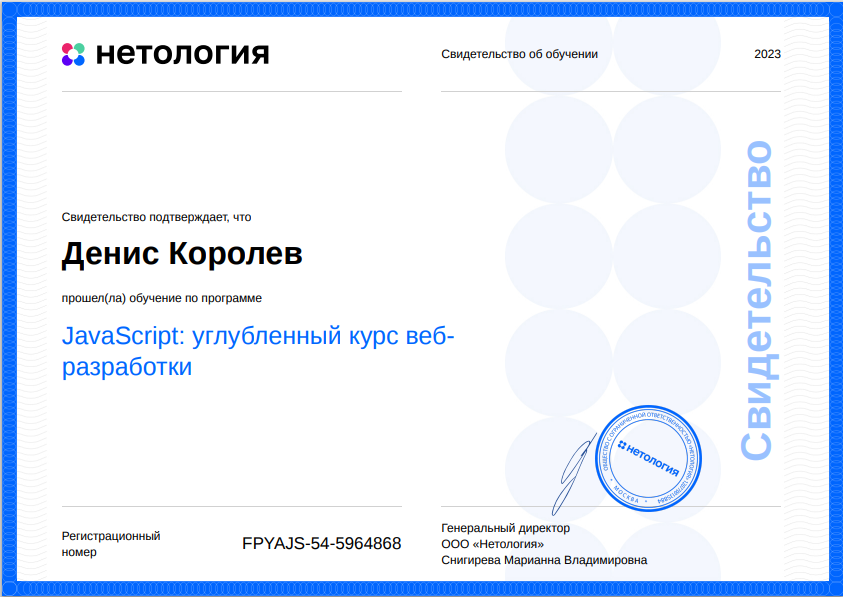 нетология
Свидетельство об обучении
2023
Свидетельство
Свидетельство подтверждает, что
Денис Королев
прошел(ла) обучение по программе
JavaScript: углубленный курс веб-
разработки
ОБЩЕСТВО С ОГРАНИЧЕННОЙ ОТВЕТСТВЕННОСТЬЮ «НЕТОЛОГИЯ»
нетология
МОСКВА
Регистрационный
номер
FPYAJS-54-5964868
Генеральный директор
ООО «Нетология»
Снигирева Марианна Владимировна